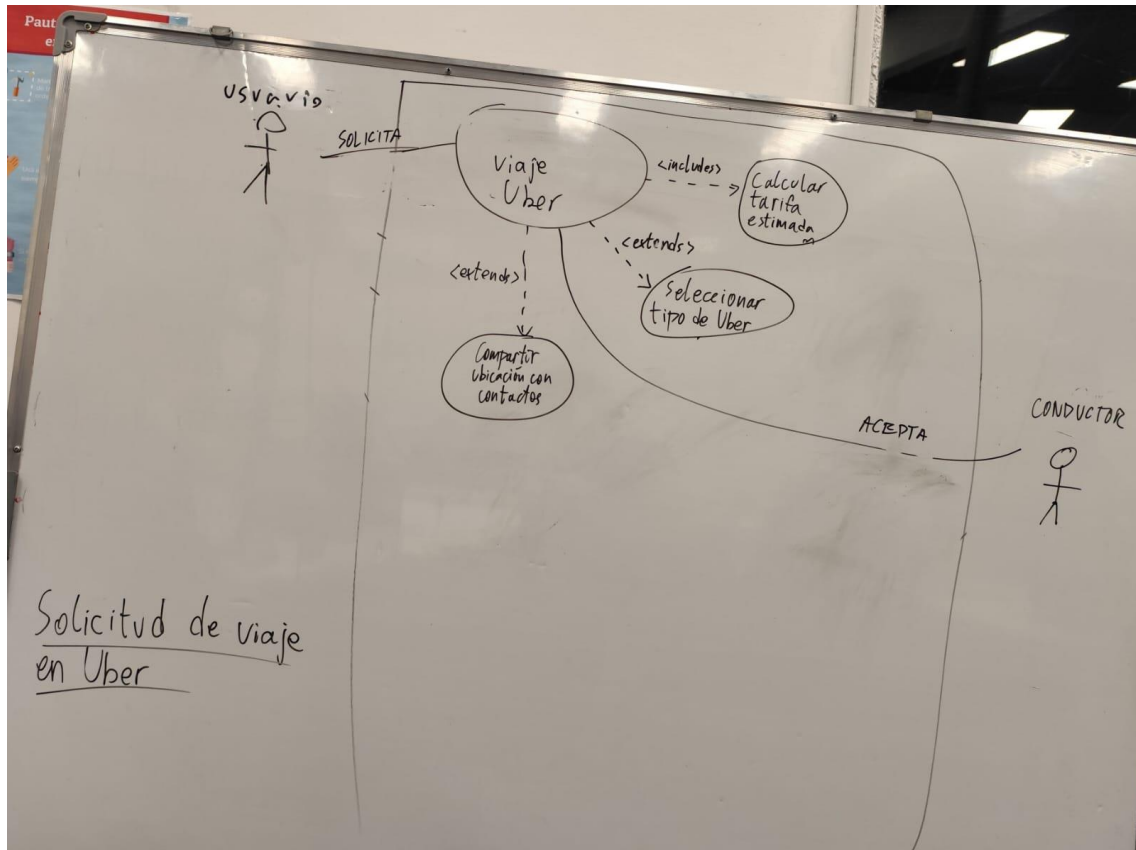 Paut
usuario
SOLICITA
Viaje
Uber
<includes>
Calcular
tarifa
estimada
<extends>
Seleccionar
tipo de Uber
<extends>
Compartir
ubicación con
contactos
ACEPTA
CONDUCTOR
Solicitud de viaje
en Uber